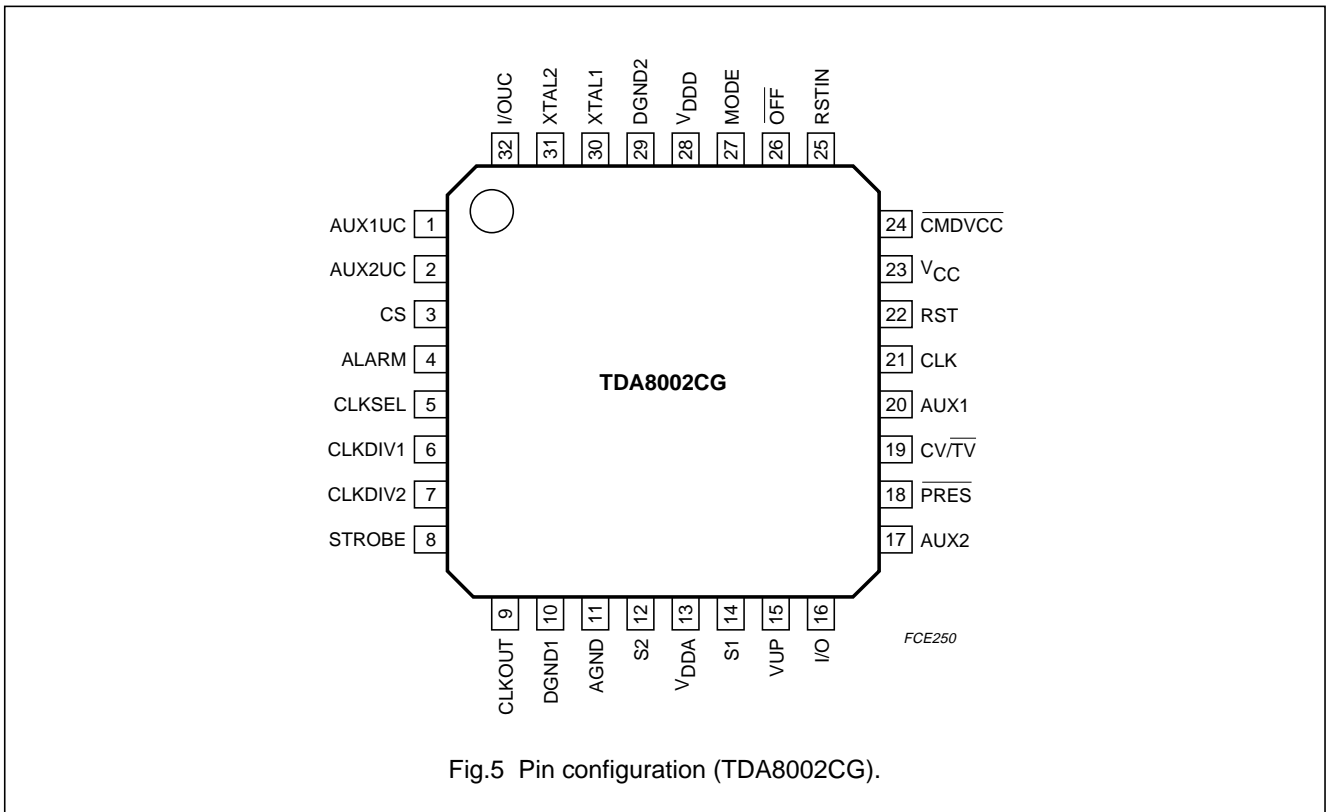 I/OUC
XTAL2
XTAL1
DGND2
VDDD
MODE
OFF
RSTIN
32
31
30
29
28
27
26
25
AUX1UC 1
AUX2UC 2
CS 3
ALARM 4
CLKSEL 5
CLKDIV1 6
CLKDIV2 7
STROBE 8
TDA8002CG
24 CMDVCC
23 VCC
22 RST
21 CLK
20 AUX1
19 CV/TV
18 PRES
17 AUX2
9
10
11
12
13
14
15
16
CLKOUT
DGND1
AGND
S2
VDDA
S1
VUP
I/O
FCE250
Fig.5 Pin configuration (TDA8002CG).